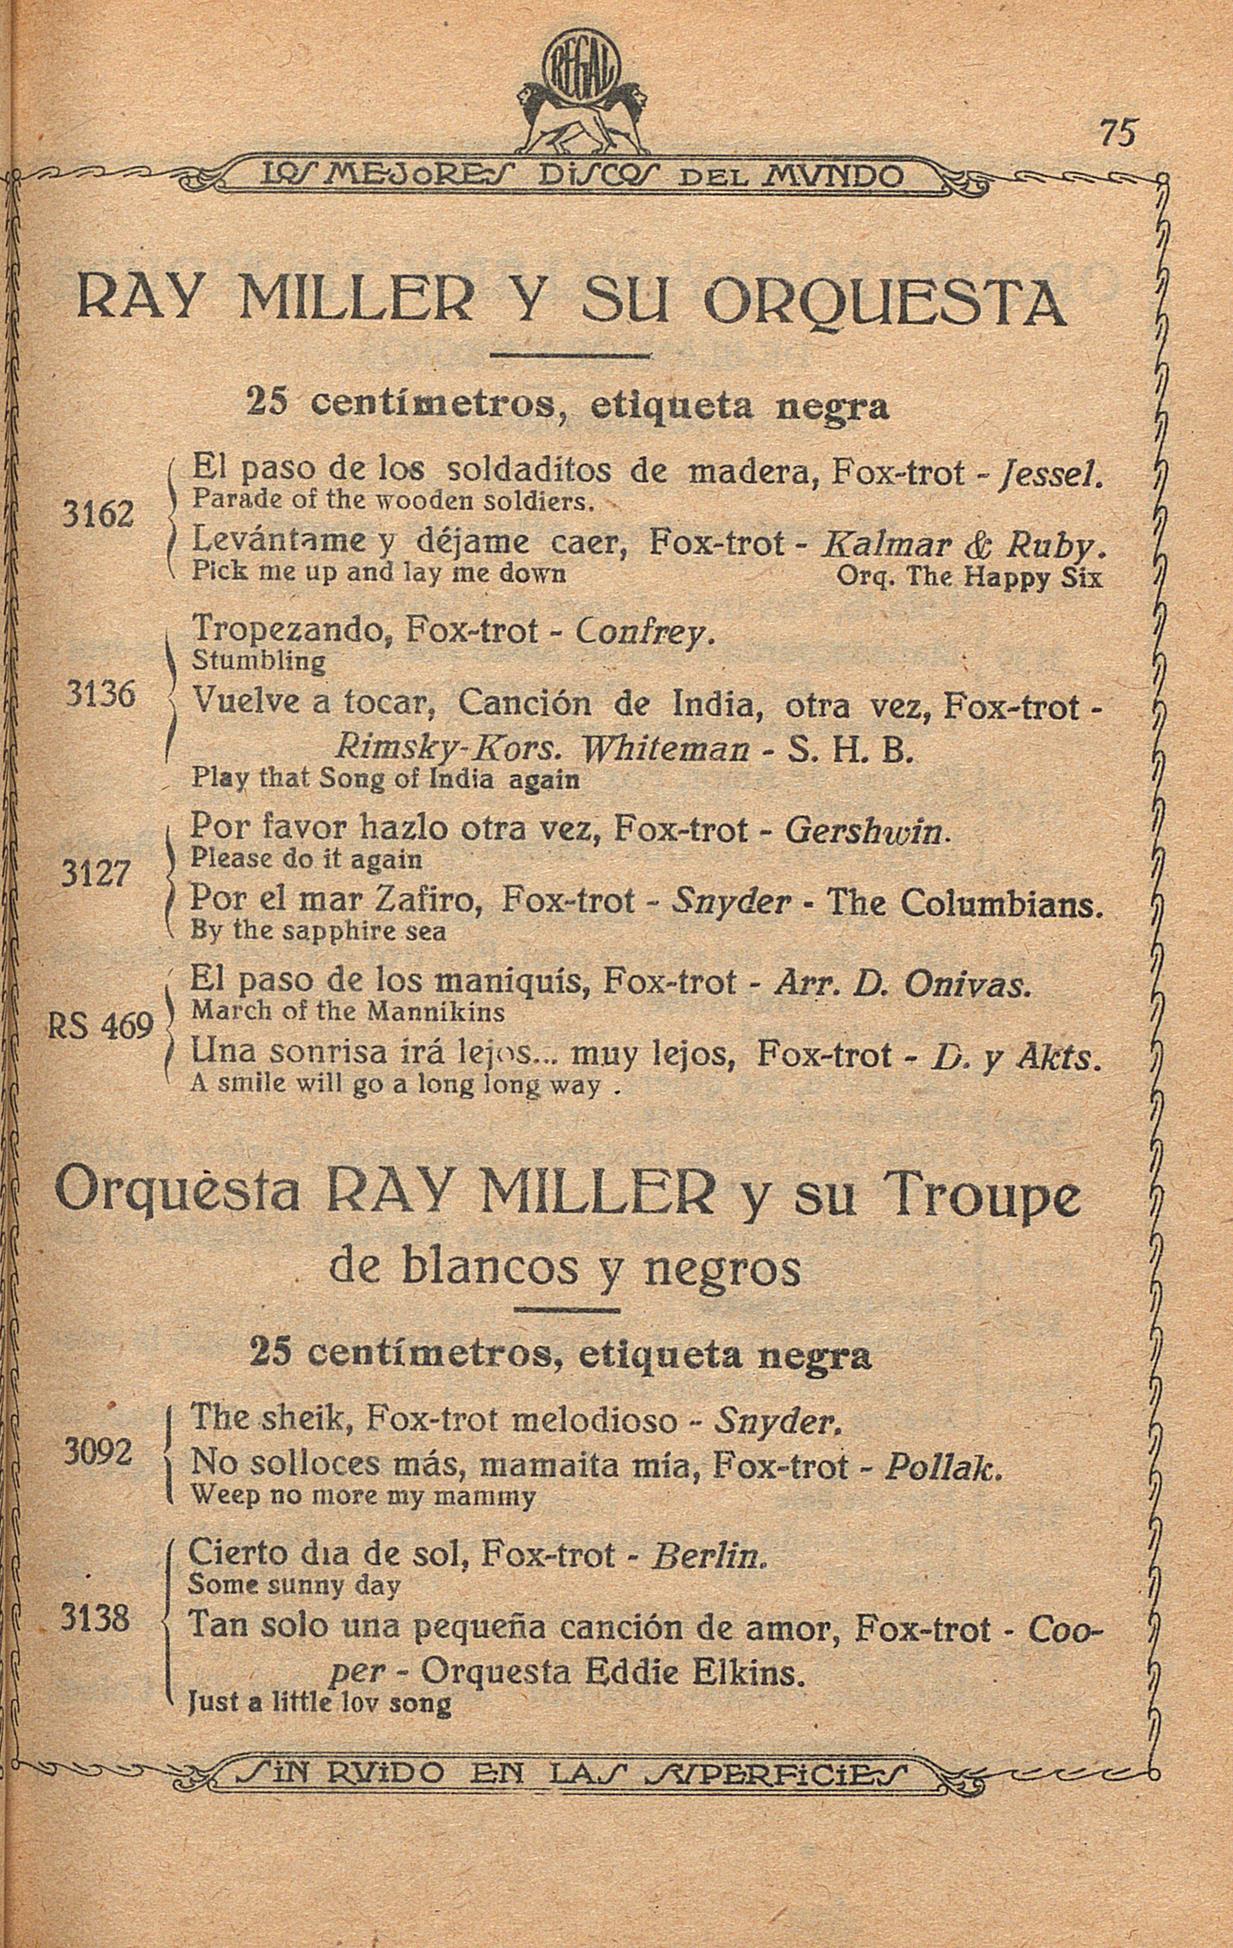 REGAL
75
LOS MEJORES DISCOS DEL MVNDO
RAY MILLER Y SU ORQUESTA
25 centímetros, etiqueta negra
El paso de los soldaditos de madera, Fox-trot - Jessel.
Parade of the wooden soldiers.
3162
Levántame y déjame caer, Fox-trot - Kalmar & Ruby.
Pick me up and lay me down Orq. The Happy Six
Tropezando, Fox-trot - Confrey.
Stumbling
3136
Vuelve a tocar, Canción de India, otra vez, Fox-trot -
Rimsky-Kors. Whiteman - S. H. B.
Play that Song of India again
Por favor hazlo otra vez, Fox-trot - Gershwin.
Please do it again
3127
Por el mar Zafiro, Fox-trot - Snyder - The Columbians.
By the sapphire sea
El paso de los maniquís, Fox-trot - Arr. D. Onivas.
March of the Mannikins
RS 469
Una sonrisa irá lejos... muy lejos, Fox-trot - D. y Akts.
A smile will go a long long way .
Orquésta RAY MILLER y su Troupe
de blancos y negros
25 centímetros, etiqueta negra
The sheik, Fox-trot melodioso - Snyder.
3092
No solloces más, mamaita mía, Fox-trot - Pollak.
Weep no more my mammy
Cierto dıa de sol, Fox-trot - Berlin.
Some sunny day
3138
Tan solo una pequeña canción de amor, Fox-trot - Coo-
per - Orquesta Eddie Elkins.
Just a little lov song
SIN RVIDO EN LAS SVPERFICIES